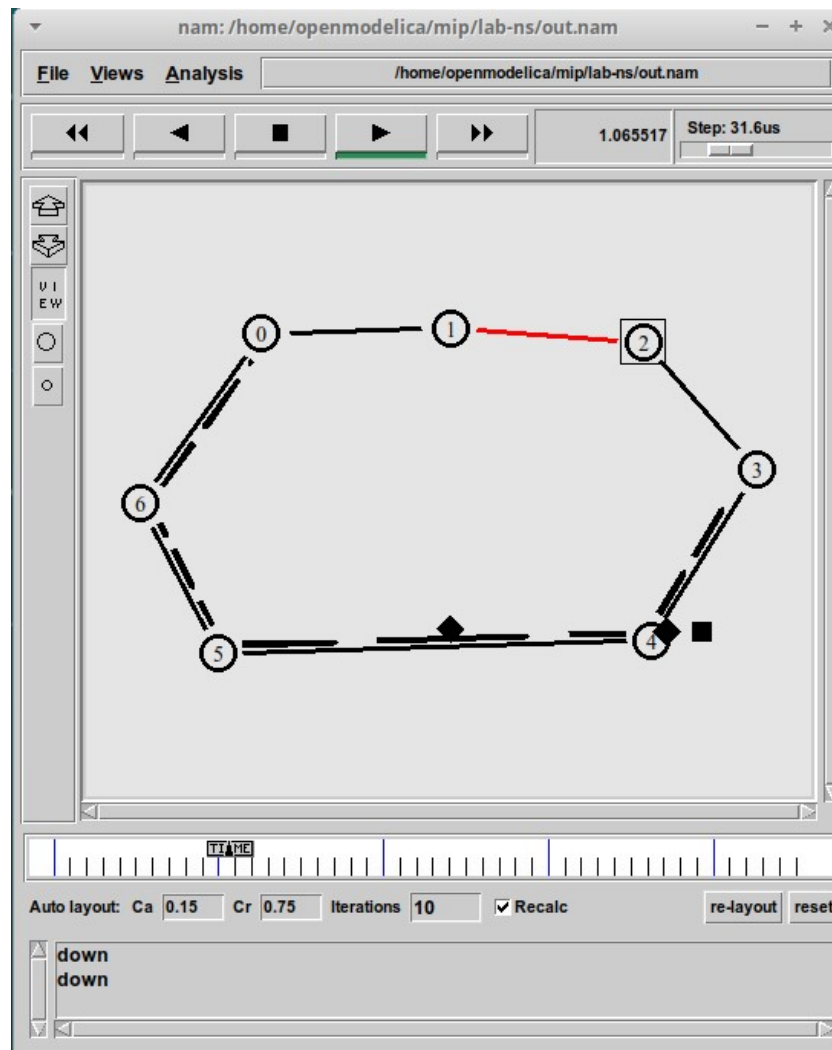 nam: /home/openmodelica/mip/lab-ns/out.nam
File Views Analysis /home/openmodelica/mip/lab-ns/out.nam
1.065517 Step: 31.6us
VI
EW
0 1 2
3
6
5 4
TIME
Auto layout: Ca 0.15 Cr 0.75 Iterations 10 Recalc re-layout reset
down
down